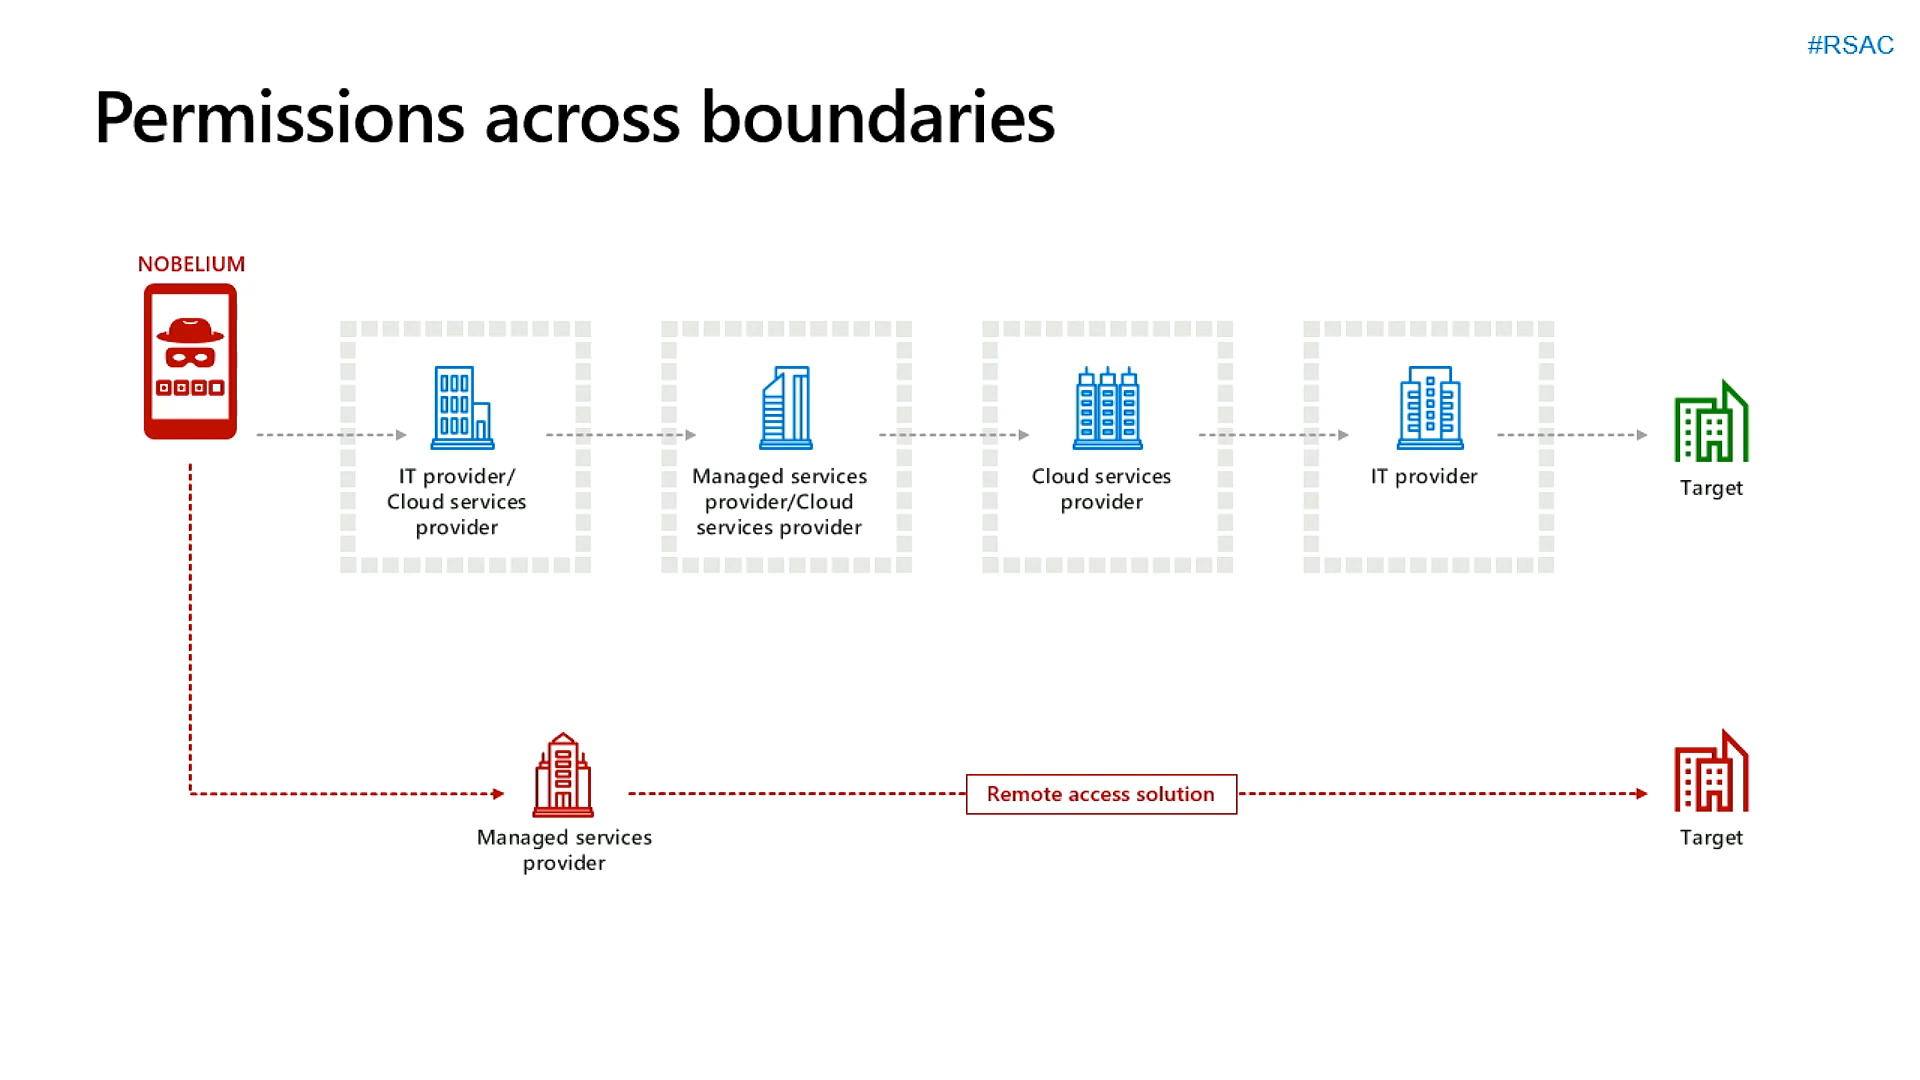 #RSAC
Permissions across boundaries
NOBELIUM
IT provider/
Cloud services
provider
Managed services
provider/Cloud
services provider
Cloud services
provider
IT provider
Target
Managed services
provider
Remote access solution
Target